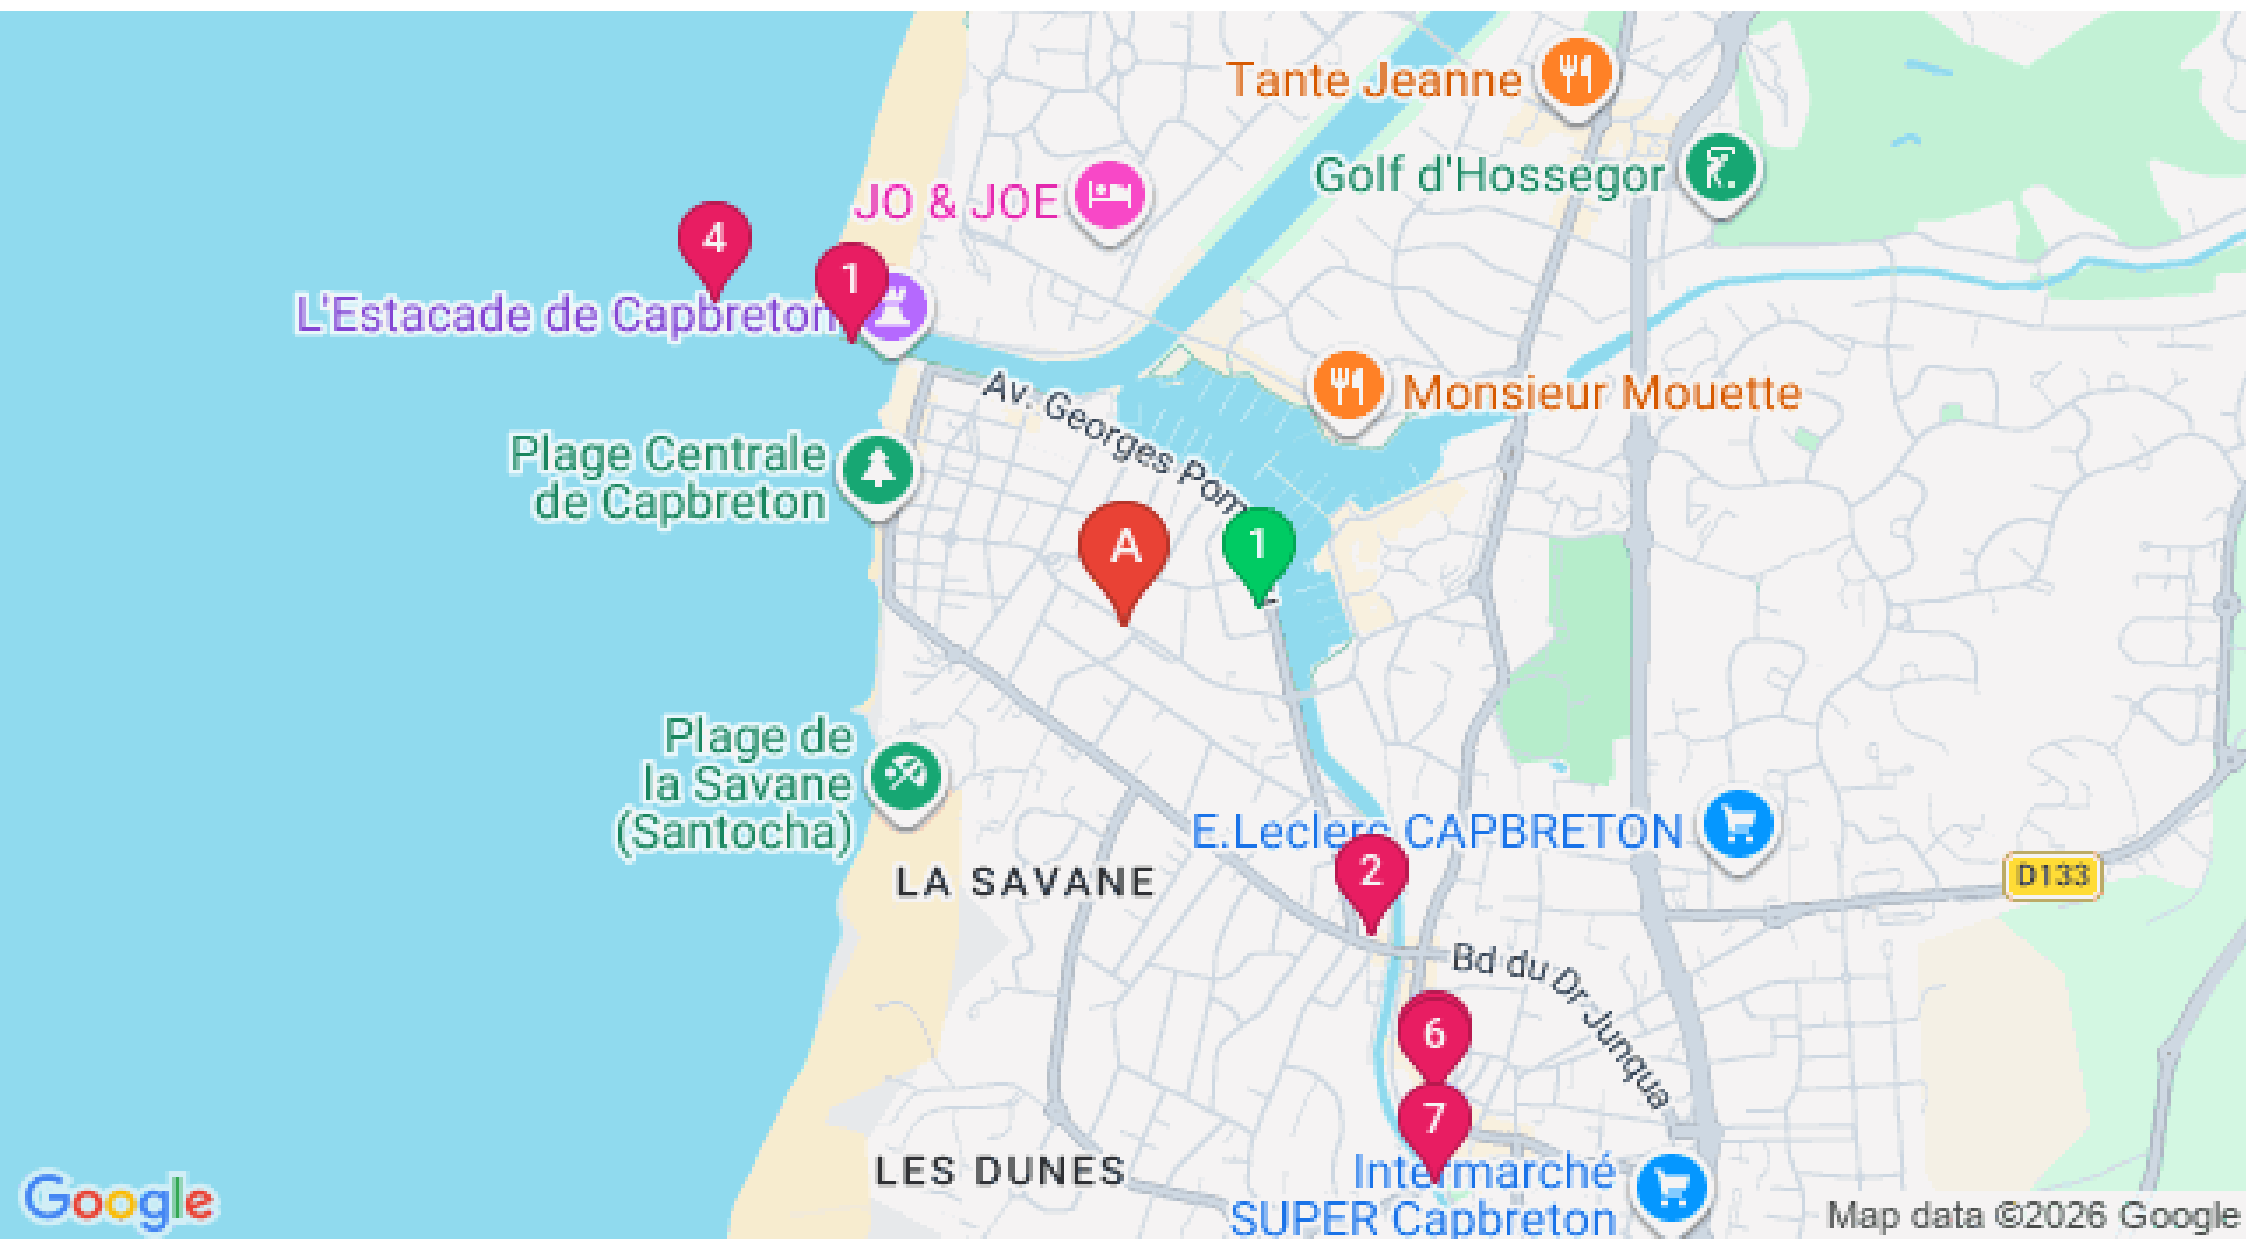 Tante Jeanne
Golf d'Hossegor
JO & JOE
4
1
L'Estacade de Capbreton
Av. Georges Pom
Monsieur Mouette
Plage Centrale
de Capbreton
A
1
Plage de
la Savane
(Santocha)
E.Leclerc CAPBRETON
2
LA SAVANE
D133
Bd du Dr Junqua
6
7
LES DUNES
Intermarché
SUPER Capbreton
Google
Map data ©2026 Google